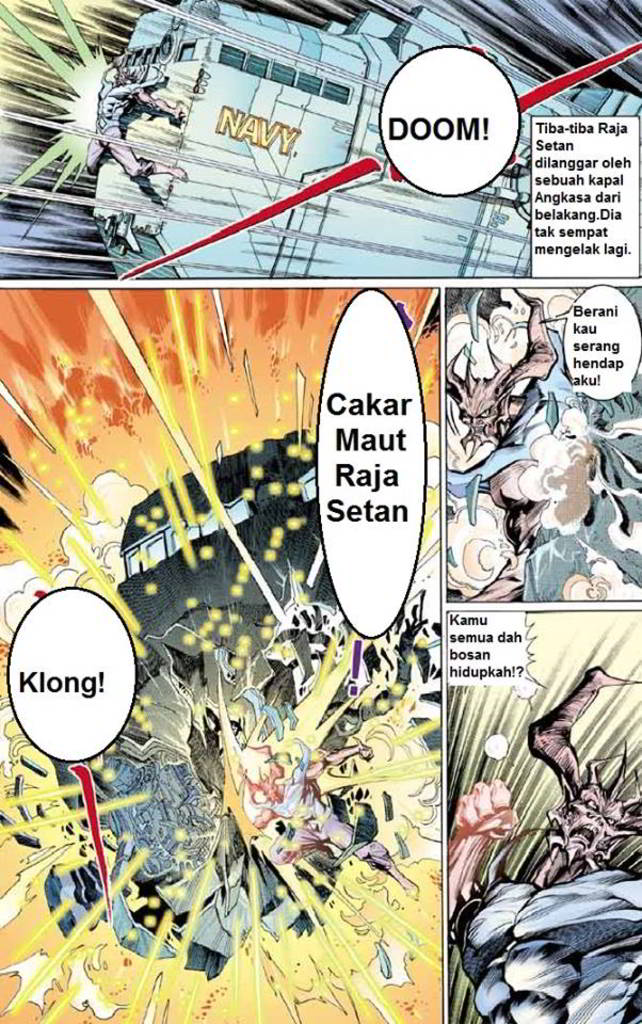 NAVY
DOOM!
Tiba-tiba Raja
Setan
dilanggar oleh
sebuah kapal
Angkasa dari
belakang.Dia
tak sempat
mengelak lagi.
Cakar
Maut
Raja
Setan
!
Klong!
Berani
kau
serang
hendap
aku!
Kamu
semua dah
bosan
hidupkah!?